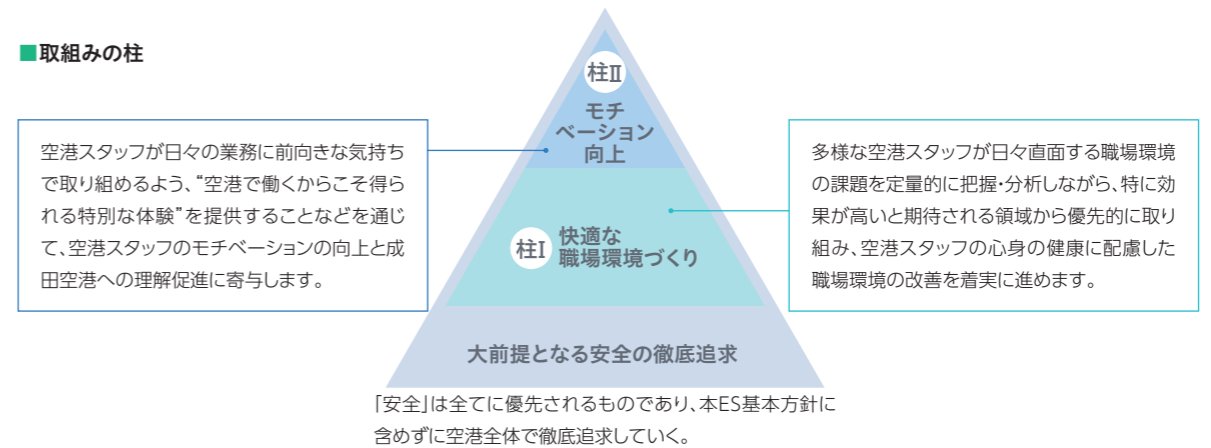 ■取組みの柱
柱Ⅱ
モチ
ベーション
向上
空港スタッフが日々の業務に前向きな気持ち
で取り組めるよう、“空港で働くからこそ得ら
れる特別な体験”を提供することなどを通じ
て、空港スタッフのモチベーションの向上と成
田空港への理解促進に寄与します。
多様な空港スタッフが日々直面する職場環境
の課題を定量的に把握・分析しながら、特に効
果が高いと期待される領域から優先的に取り
組み、空港スタッフの心身の健康に配慮した
職場環境の改善を着実に進めます。
柱Ⅰ
快適な
職場環境づくり
大前提となる安全の徹底追求
「安全」は全てに優先されるものであり、本ES基本方針に
含めずに空港全体で徹底追求していく。